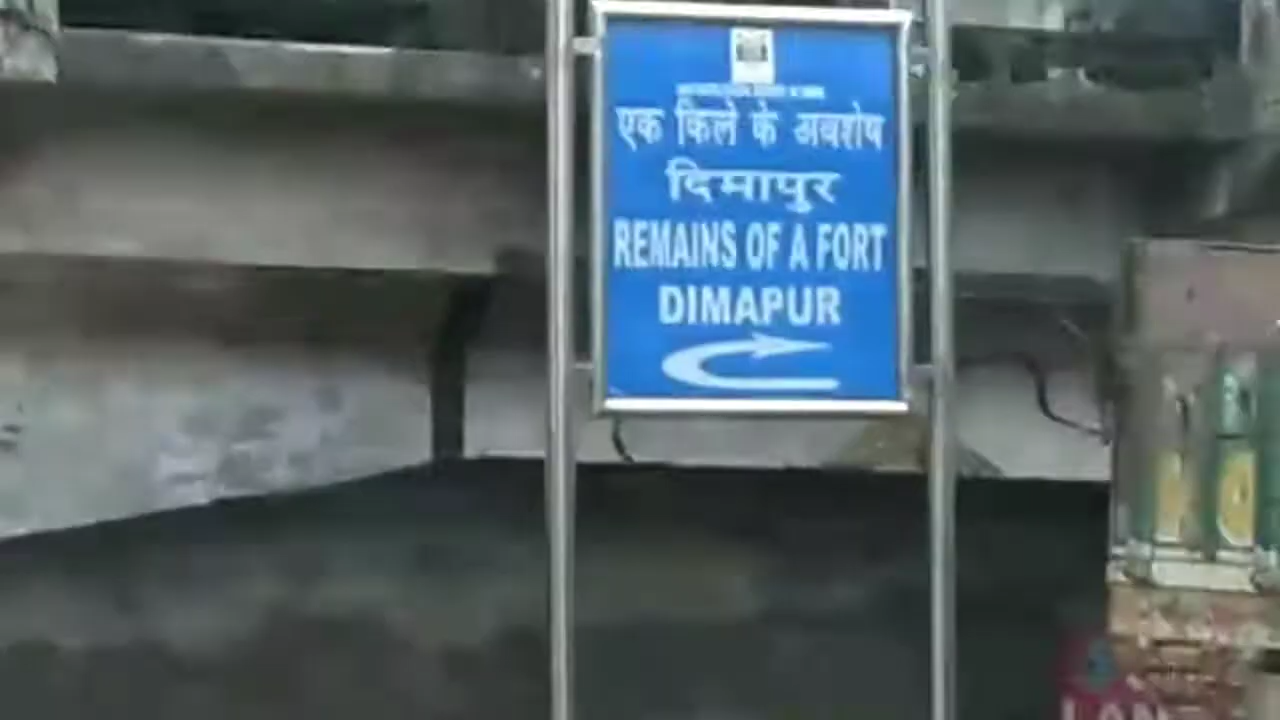 एक किले के अवशेष
दिमापुर
REMAINS OF A FORT
DIMAPUR